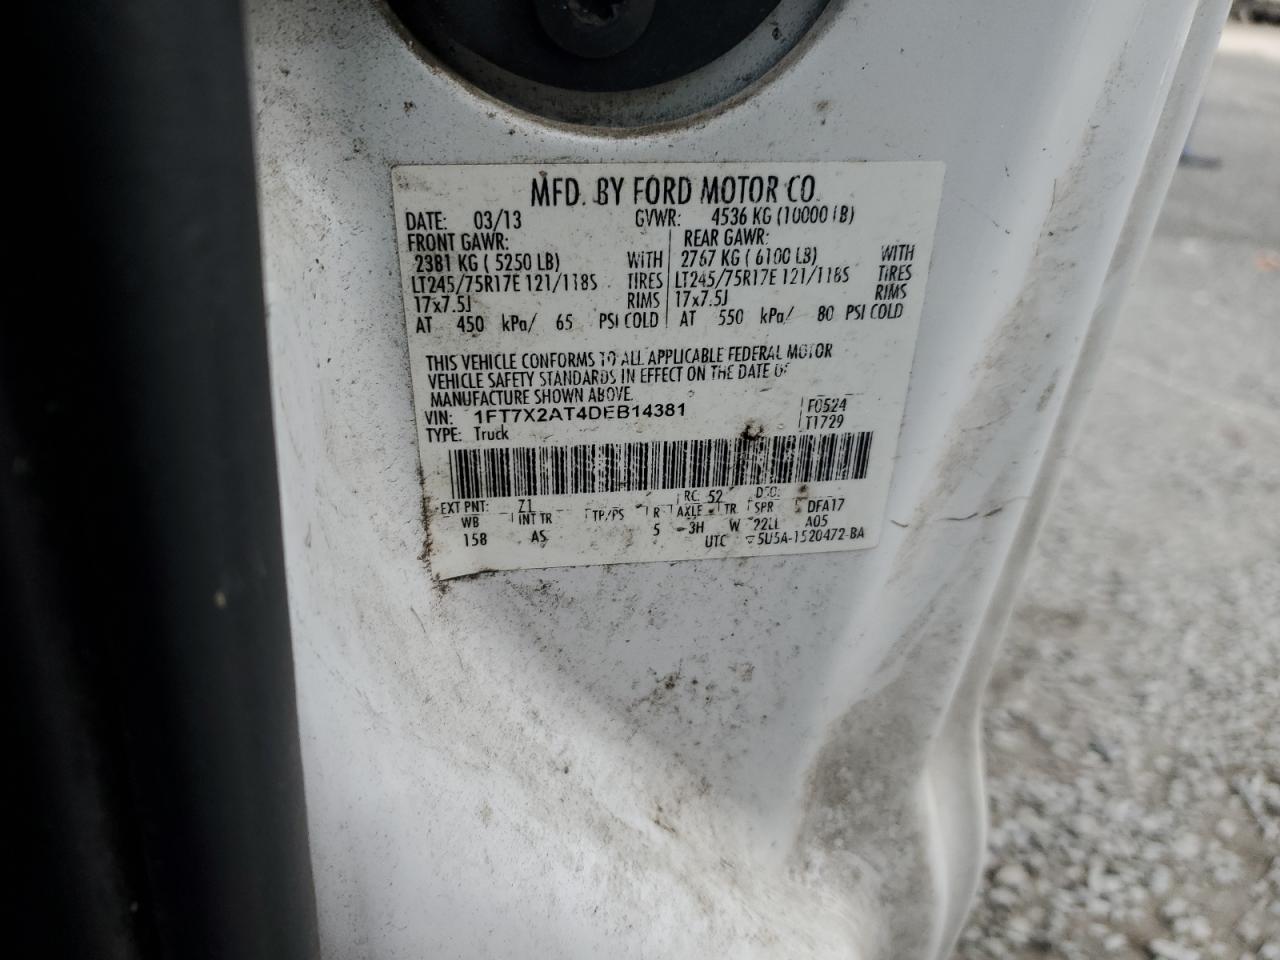 MFD. BY FORD MOTOR CO.
DATE: 03/13 GVWR: 4536 KG (10000 LB)
FRONT GAWR: REAR GAWR:
2381 KG ( 5250 LB) WITH 2767 KG ( 6100 LB) WITH
LT245/75R17E 121/118S TIRES LT245/75R17E 121/118S TIRES
17x7.5J RIMS 17x7.5J RIMS
AT 450 kPa/ 65 PSI COLD AT 550 kPa/ 80 PSI COLD
THIS VEHICLE CONFORMS TO ALL APPLICABLE FEDERAL MOTOR
VEHICLE SAFETY STANDARDS IN EFFECT ON THE DATE OF
MANUFACTURE SHOWN ABOVE.
VIN: 1FT7X2AT4DEB14381 F0524
TYPE: Truck T1729
EXT PNT: Z1 RC: 52 DSO:
WB INT TR TP/PS R AXLE TR SPR DFA17
158 AS 5 3H W 22LL A05
UTC 5U5A-1520472-BA